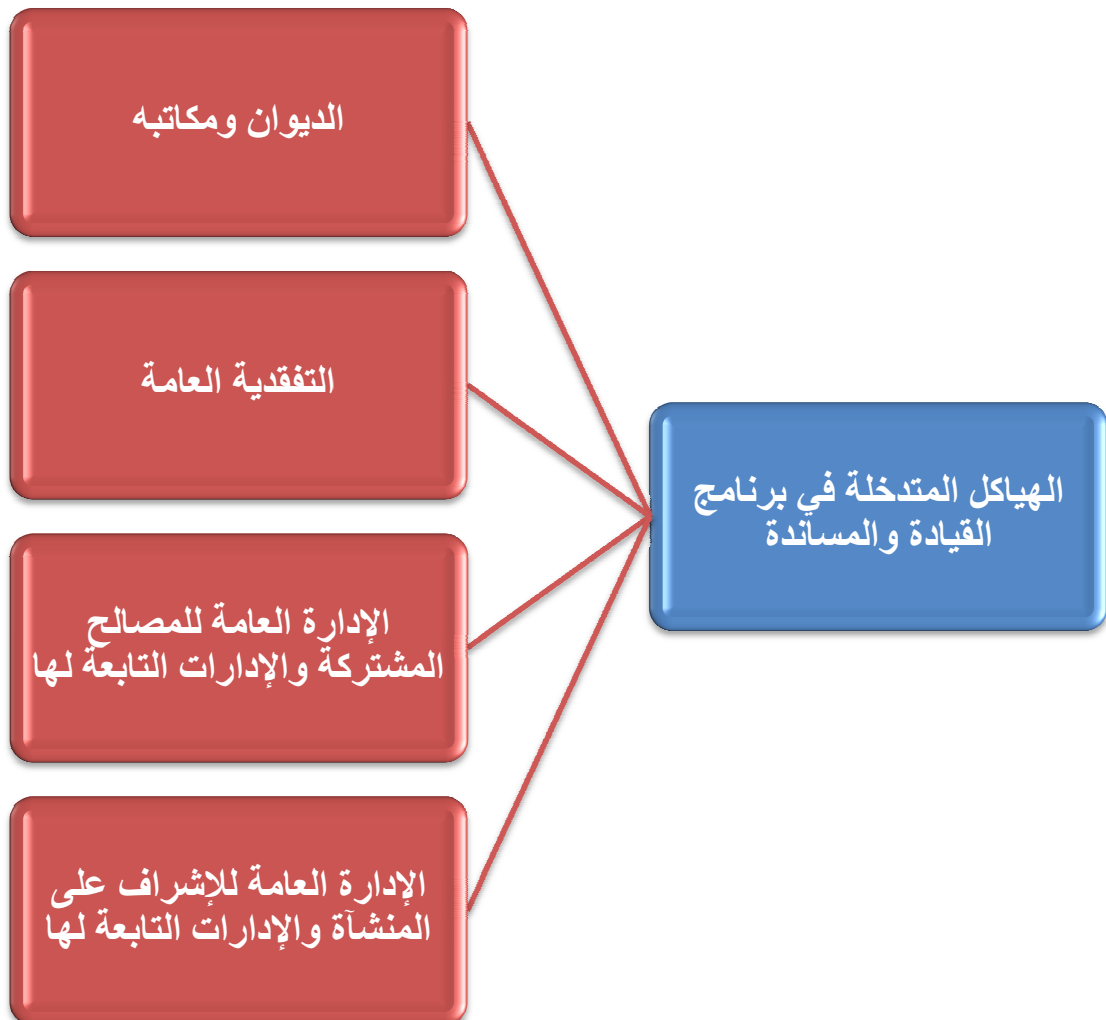 الهياكل المتدخلة في برنامج
القيادة والمساندة
الديوان ومكاتبه
التفقدية العامة
الإدارة العامة للمصالح
المشتركة والإدارات التابعة لها
الإدارة العامة للإشراف على
المنشآة والإدارات التابعة لها